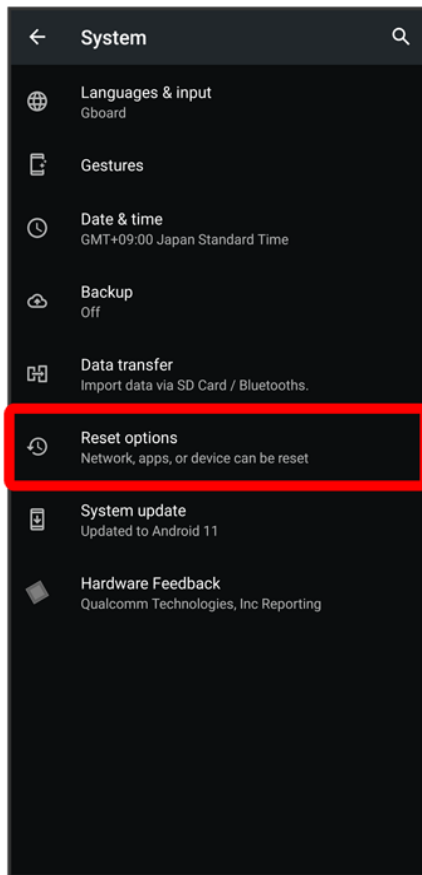 System
Languages & input
Gboard
Gestures
Date & time
GMT+09:00 Japan Standard Time
Backup
Off
Data transfer
Import data via SD Card / Bluetooths.
Reset options
Network, apps, or device can be reset
System update
Updated to Android 11
Hardware Feedback
Qualcomm Technologies, Inc Reporting